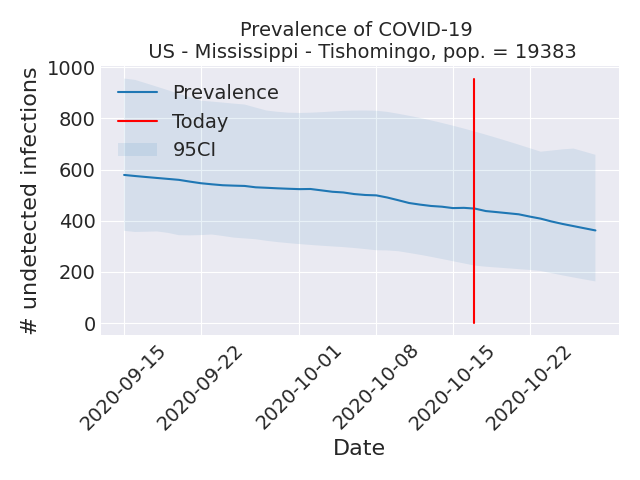 Prevalence of COVID-19
US - Mississippi - Tishomingo, pop. = 19383
# undetected infections
1000
800
600
400
200
0
Prevalence
Today
95CI
2020-09-15
2020-09-22
2020-10-01
2020-10-08
2020-10-15
2020-10-22
Date